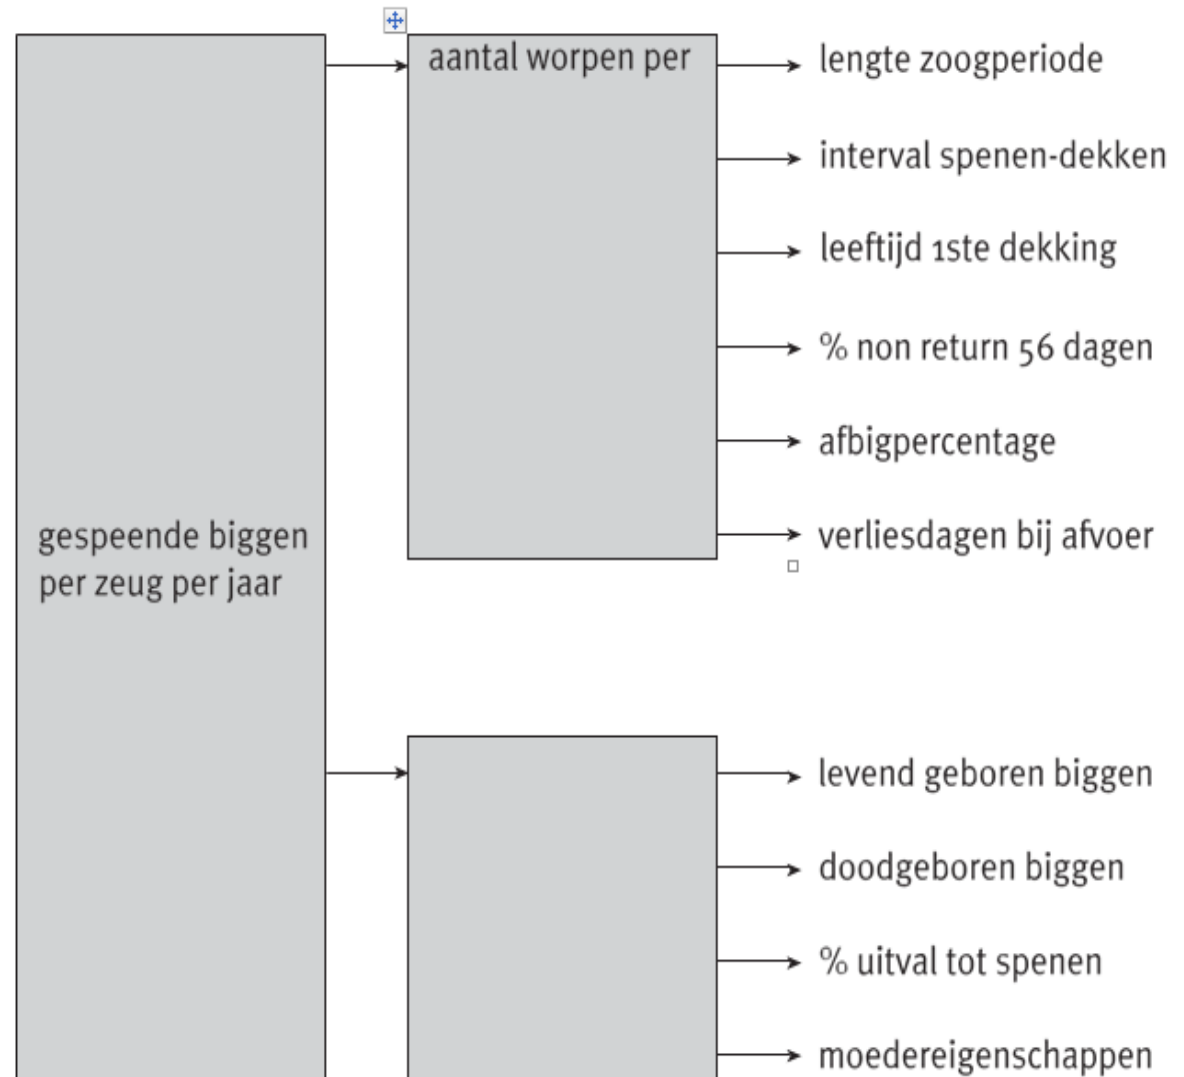 aantal worpen per
lengte zoogperiode
interval spenen-dekken
leeftijd 1ste dekking
% non return 56 dagen
afbigpercentage
verliesdagen bij afvoer
gespeende biggen
per zeug per jaar
levend geboren biggen
doodgeboren biggen
% uitval tot spenen
moedereigenschappen